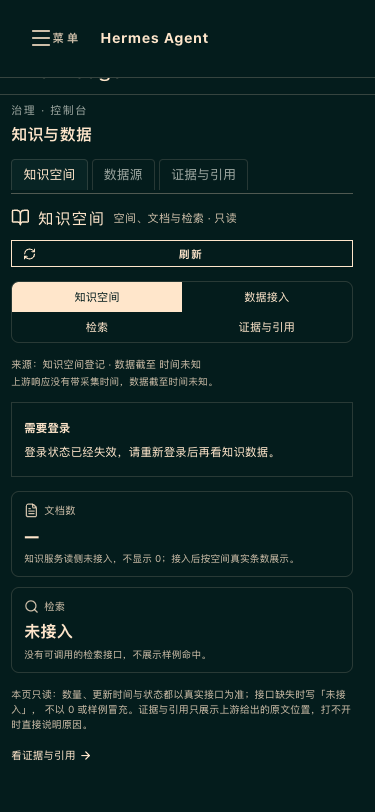 菜单
Hermes Agent
治理 · 控制台
知识与数据
知识空间
数据源
证据与引用
知识空间 空间、文档与检索 · 只读
刷新
知识空间
数据接入
检索
证据与引用
来源: 知识空间登记 · 数据截至 时间未知
上游响应没有带采集时间，数据截至时间未知。
需要登录
登录状态已经失效，请重新登录后再看知识数据。
文档数
—
知识服务读侧未接入，不显示 0；接入后按空间真实条数展示。
检索
未接入
没有可调用的检索接口，不展示样例命中。
本页只读：数量、更新时间与状态都以真实接口为准；接口缺失时写「未接
入」，不以 0 或样例冒充。证据与引用只展示上游给出的原文位置，打不开
时直接说明原因。
看证据与引用 →